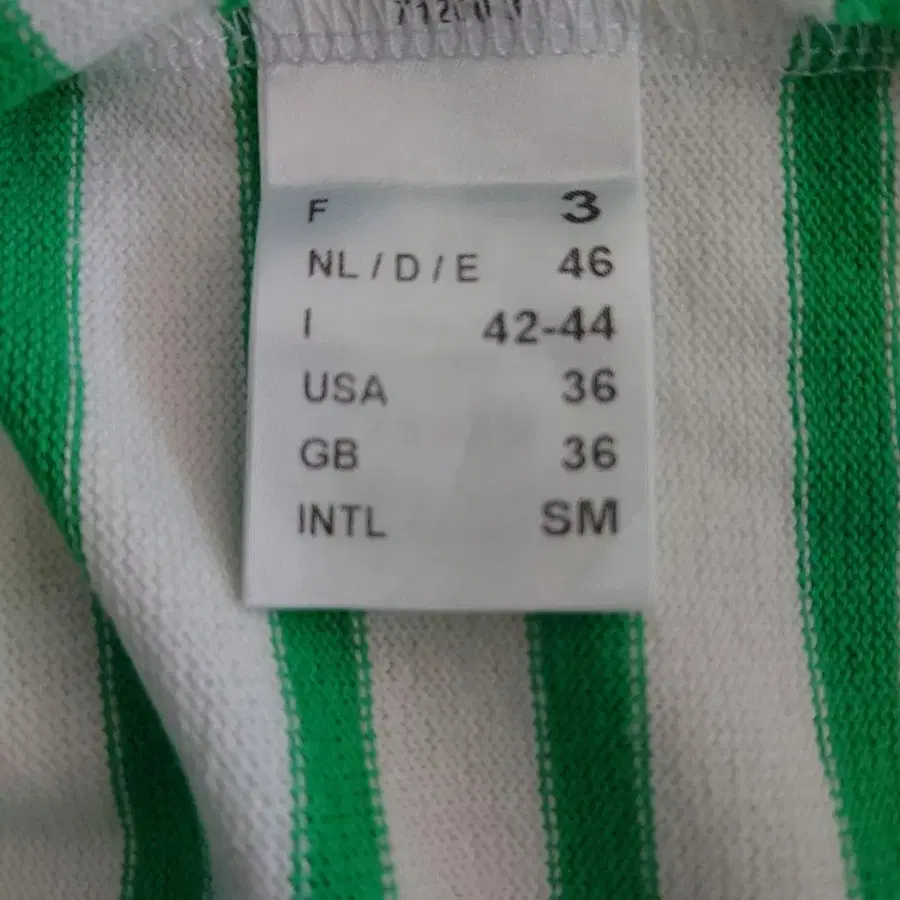 F 3
NL / D / E 46
I 42-44
USA 36
GB 36
INTL SM